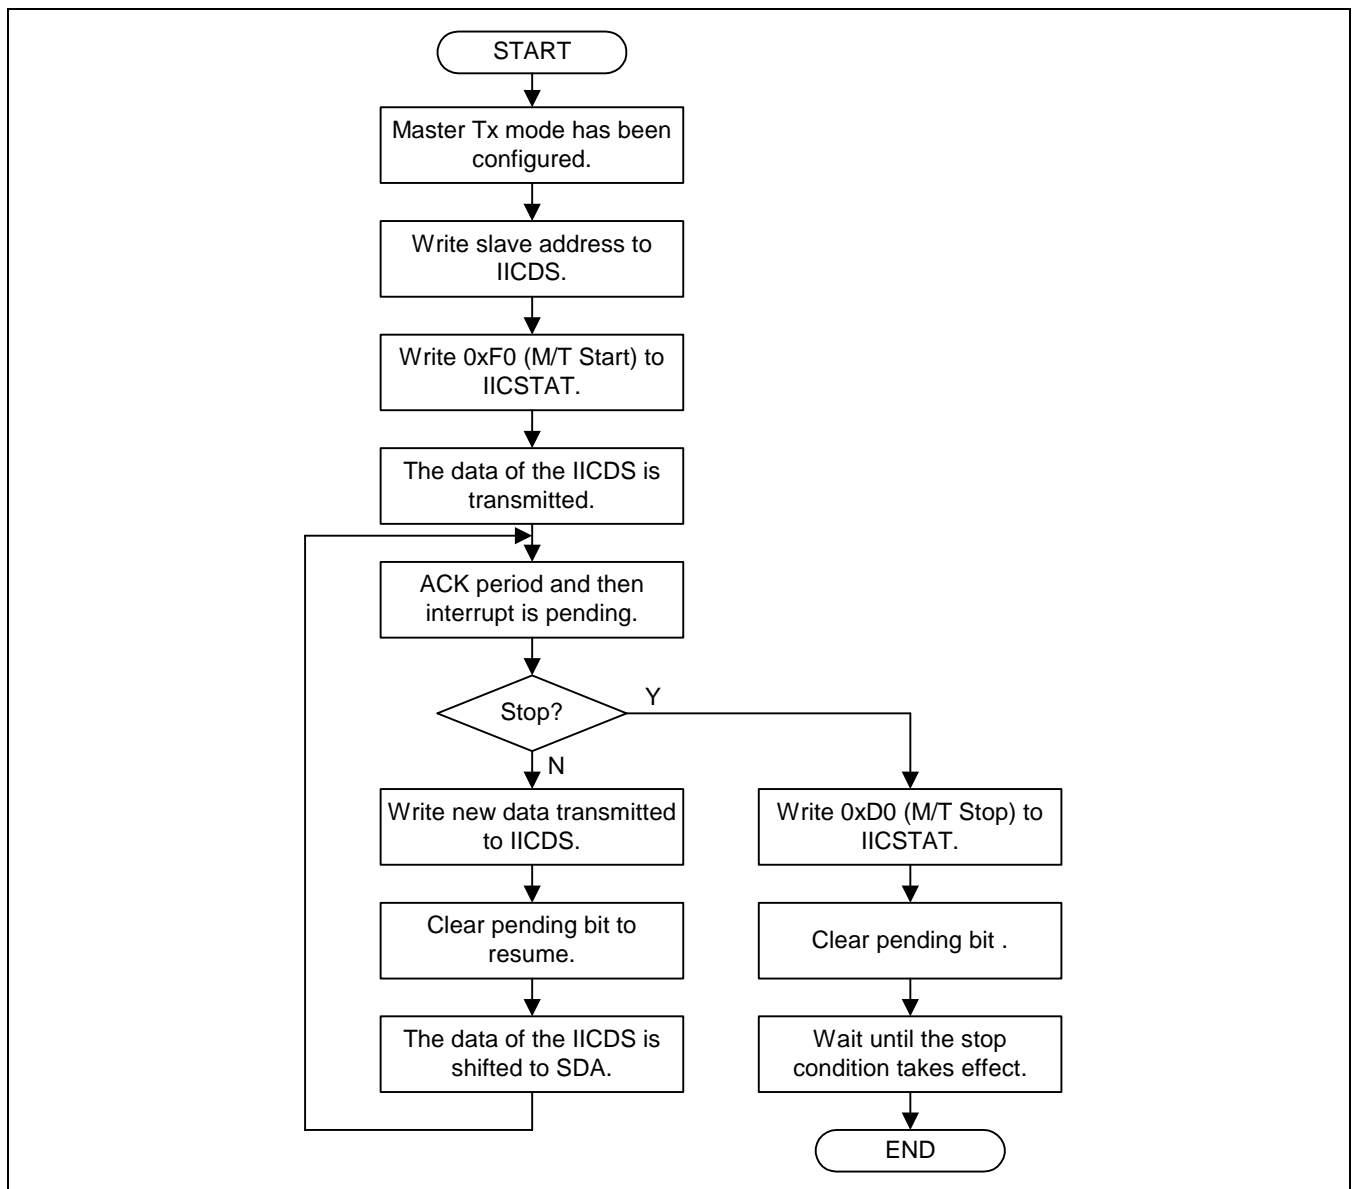 START
Master Tx mode has been
configured.
Write slave address to
IICDS.
Write 0xF0 (M/T Start) to
IICSTAT.
The data of the IICDS is
transmitted.
ACK period and then
interrupt is pending.
Stop?
Y
N
Write new data transmitted
to IICDS.
Clear pending bit to
resume.
The data of the IICDS is
shifted to SDA.
Write 0xD0 (M/T Stop) to
IICSTAT.
Clear pending bit .
Wait until the stop
condition takes effect.
END